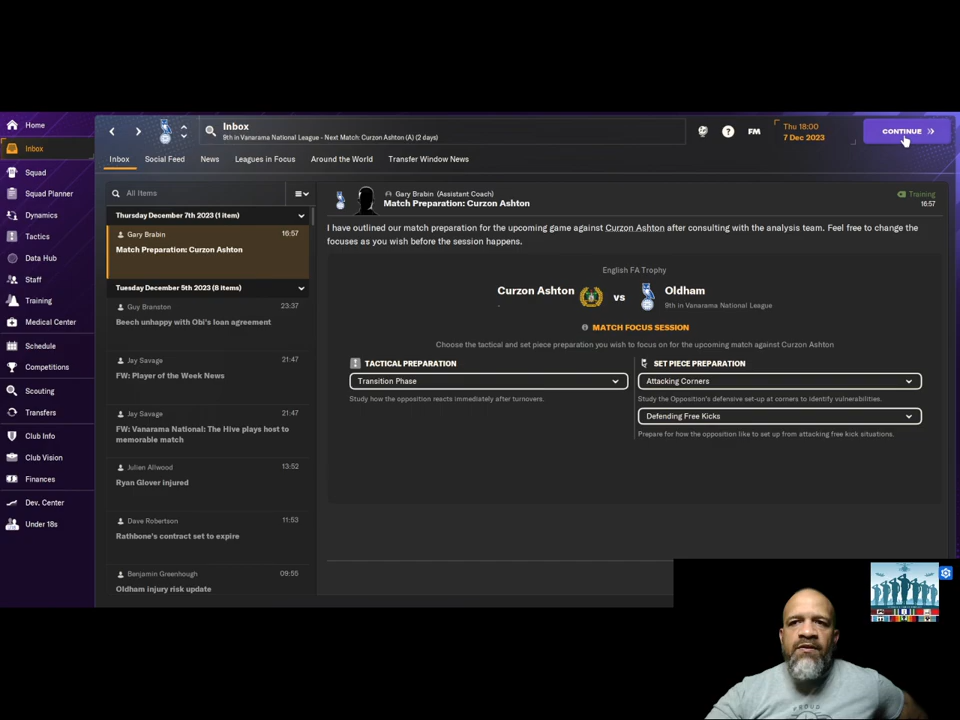 Home
Inbox
Squad
Squad Planner
Dynamics
Tactics
Data Hub
Staff
Training
Medical Center
Schedule
Competitions
Scouting
Transfers
Club Info
Club Vision
Finances
Dev. Center
Under 18s
Inbox
9th in Vanarama National League - Next Match: Curzon Ashton (A) (2 days)
FM
Thu 18:00
7 Dec 2023
CONTINUE
Inbox
Social Feed
News
Leagues in Focus
Around the World
Transfer Window News
All Items
Thursday December 7th 2023 (1 item)
Gary Brabin
16:57
Match Preparation: Curzon Ashton
Tuesday December 5th 2023 (8 items)
Guy Branston
23:37
Beech unhappy with Obi's loan agreement
Jay Savage
21:47
FW: Player of the Week News
Jay Savage
21:47
FW: Vanarama National: The Hive plays host to
memorable match
Julien Allwood
13:52
Ryan Glover injured
Dave Robertson
11:53
Rathbone's contract set to expire
Benjamin Greenhough
09:55
Oldham injury risk update
Gary Brabin (Assistant Coach)
Match Preparation: Curzon Ashton
Training
16:57
I have outlined our match preparation for the upcoming game against Curzon Ashton after consulting with the analysis team. Feel free to change the
focuses as you wish before the session happens.
English FA Trophy
Curzon Ashton
vs
Oldham
9th in Vanarama National League
MATCH FOCUS SESSION
Choose the tactical and set piece preparation you wish to focus on for the upcoming match against Curzon Ashton
TACTICAL PREPARATION
Transition Phase
Study how the opposition reacts immediately after turnovers.
SET PIECE PREPARATION
Attacking Corners
Study the Opposition's defensive set-up at corners to identify vulnerabilities.
Defending Free Kicks
Prepare for how the opposition like to set up from attacking free kick situations.
PROUD